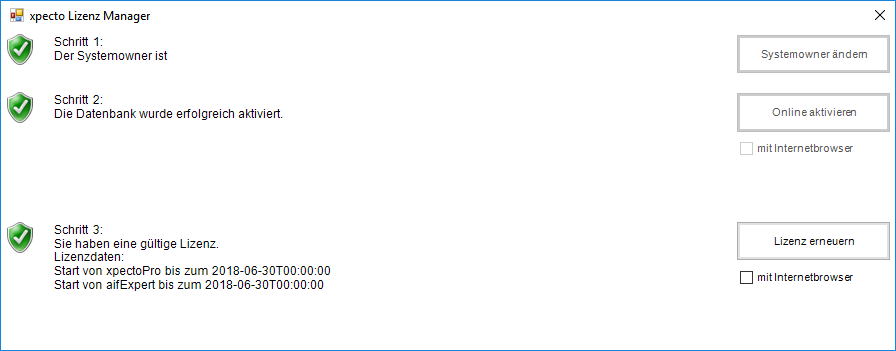 xpecto Lizenz Manager
Schritt 1:
Der Systemowner ist
Systemowner ändern
Schritt 2:
Die Datenbank wurde erfolgreich aktiviert.
Online aktivieren
mit Internetbrowser
Schritt 3:
Sie haben eine gültige Lizenz.
Lizenzdaten:
Start von xpectoPro bis zum 2018-06-30T00:00:00
Start von aifExpert bis zum 2018-06-30T00:00:00
Lizenz erneuern
mit Internetbrowser